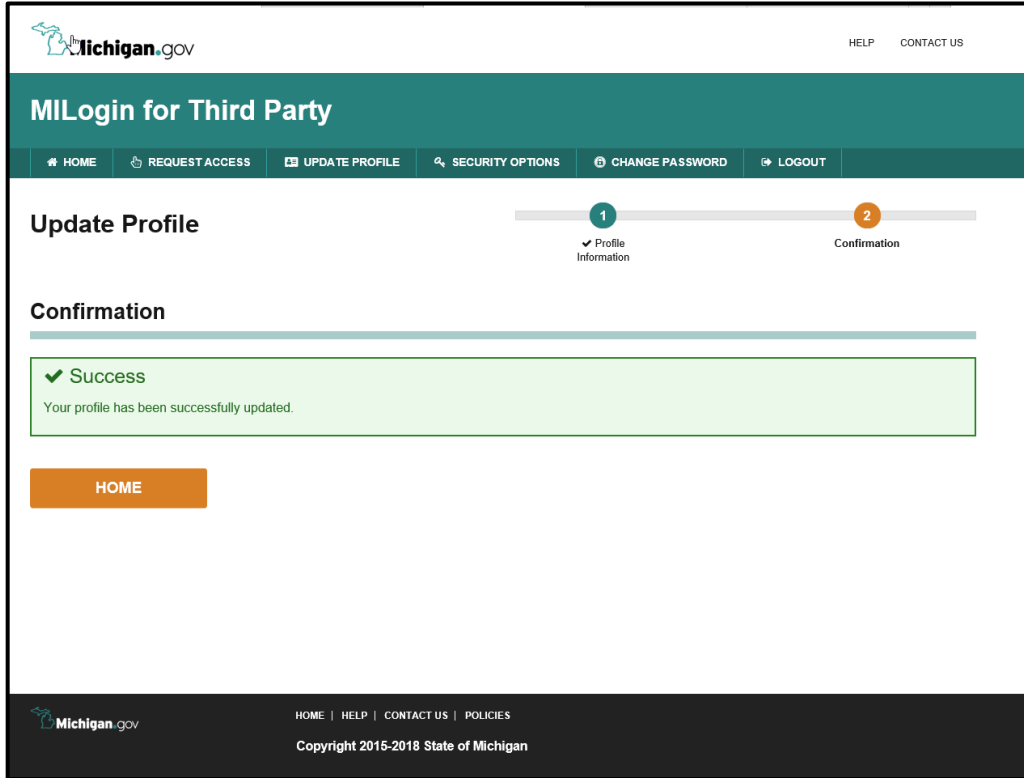 Michigan.gov
HELP CONTACT US
MILogin for Third Party
HOME REQUEST ACCESS UPDATE PROFILE SECURITY OPTIONS CHANGE PASSWORD LOGOUT
Update Profile
1 2
Profile Confirmation
Information
Confirmation
Success
Your profile has been successfully updated.
HOME
Michigan.gov
HOME | HELP | CONTACT US | POLICIES
Copyright 2015-2018 State of Michigan